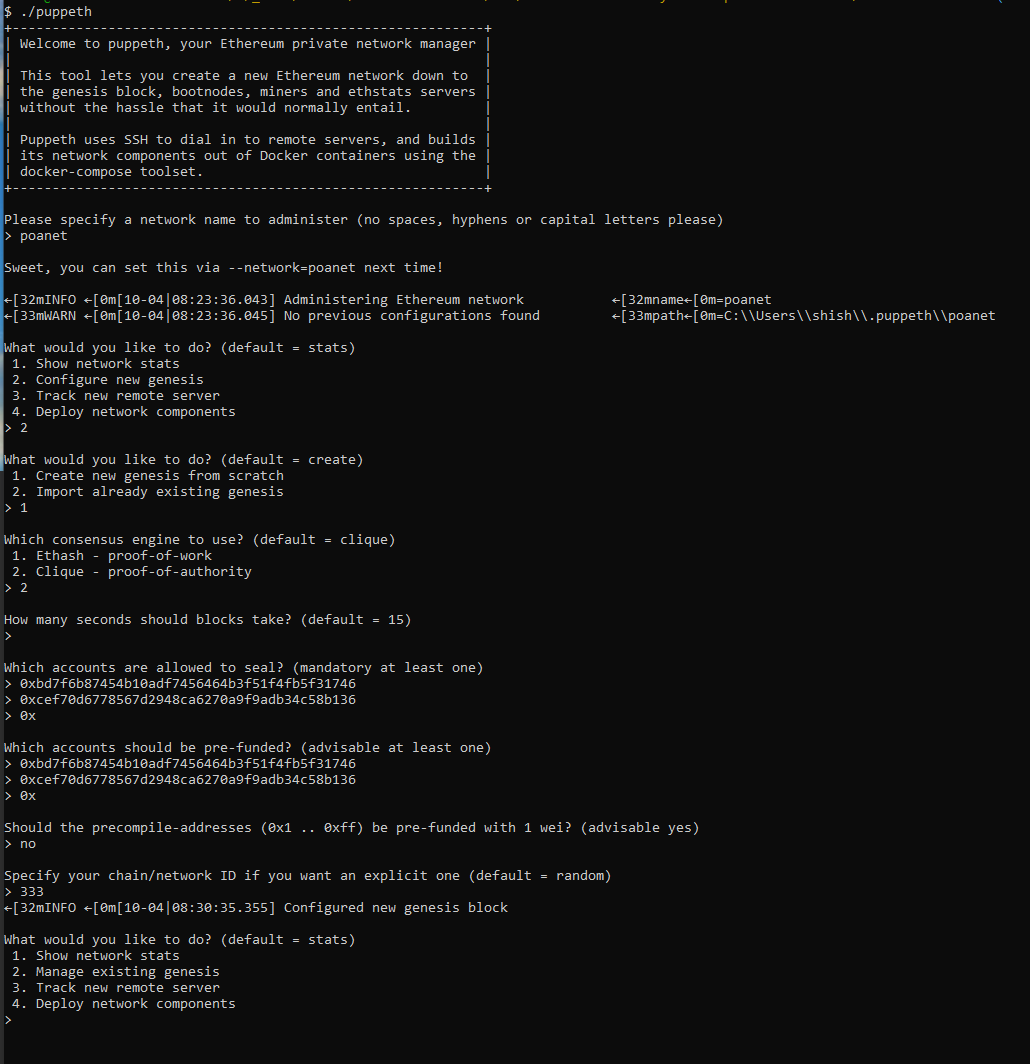 $ ./puppeth
+-----------------------------------------------------------+
| Welcome to puppeth, your Ethereum private network manager |
|                                                           |
| This tool lets you create a new Ethereum network down to  |
| the genesis block, bootnodes, miners and ethstats servers |
| without the hassle that it would normally entail.         |
|                                                           |
| Puppeth uses SSH to dial in to remote servers, and builds |
| its network components out of Docker containers using the |
| docker-compose toolset.                                   |
+-----------------------------------------------------------+
Please specify a network name to administer (no spaces, hyphens or capital letters please)
> poanet
Sweet, you can set this via --network=poanet next time!
←[32mINFO ←[0m[10-04|08:23:36.043] Administering Ethereum network           ←[32mname←[0m=poanet
←[33mWARN ←[0m[10-04|08:23:36.045] No previous configurations found         ←[33mpath←[0m=C:\\Users\\shish\\.puppeth\\poanet
What would you like to do? (default = stats)
 1. Show network stats
 2. Configure new genesis
 3. Track new remote server
 4. Deploy network components
> 2
What would you like to do? (default = create)
 1. Create new genesis from scratch
 2. Import already existing genesis
> 1
Which consensus engine to use? (default = clique)
 1. Ethash - proof-of-work
 2. Clique - proof-of-authority
> 2
How many seconds should blocks take? (default = 15)
>
Which accounts are allowed to seal? (mandatory at least one)
> 0xbd7f6b87454b10adf7456464b3f51f4fb5f31746
> 0xcef70d6778567d2948ca6270a9f9adb34c58b136
> 0x
Which accounts should be pre-funded? (advisable at least one)
> 0xbd7f6b87454b10adf7456464b3f51f4fb5f31746
> 0xcef70d6778567d2948ca6270a9f9adb34c58b136
> 0x
Should the precompile-addresses (0x1 .. 0xff) be pre-funded with 1 wei? (advisable yes)
> no
Specify your chain/network ID if you want an explicit one (default = random)
> 333
←[32mINFO ←[0m[10-04|08:30:35.355] Configured new genesis block
What would you like to do? (default = stats)
 1. Show network stats
 2. Manage existing genesis
 3. Track new remote server
 4. Deploy network components
>